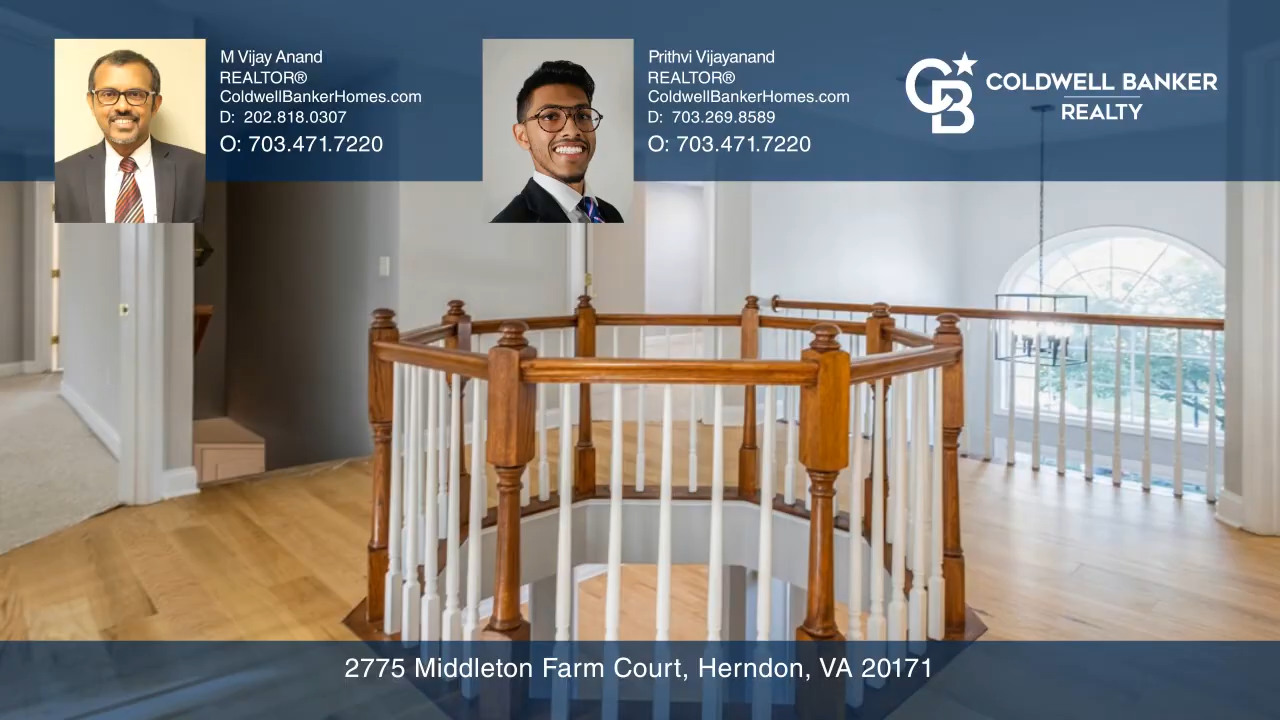 M Vijay Anand
REALTOR®
ColdwellBankerHomes.com
D: 202.818.0307
O: 703.471.7220
Prithvi Vijayanand
REALTOR®
ColdwellBankerHomes.com
D: 703.269.8589
O: 703.471.7220
CB
COLDWELL BANKER
REALTY
2775 Middleton Farm Court, Herndon, VA 20171